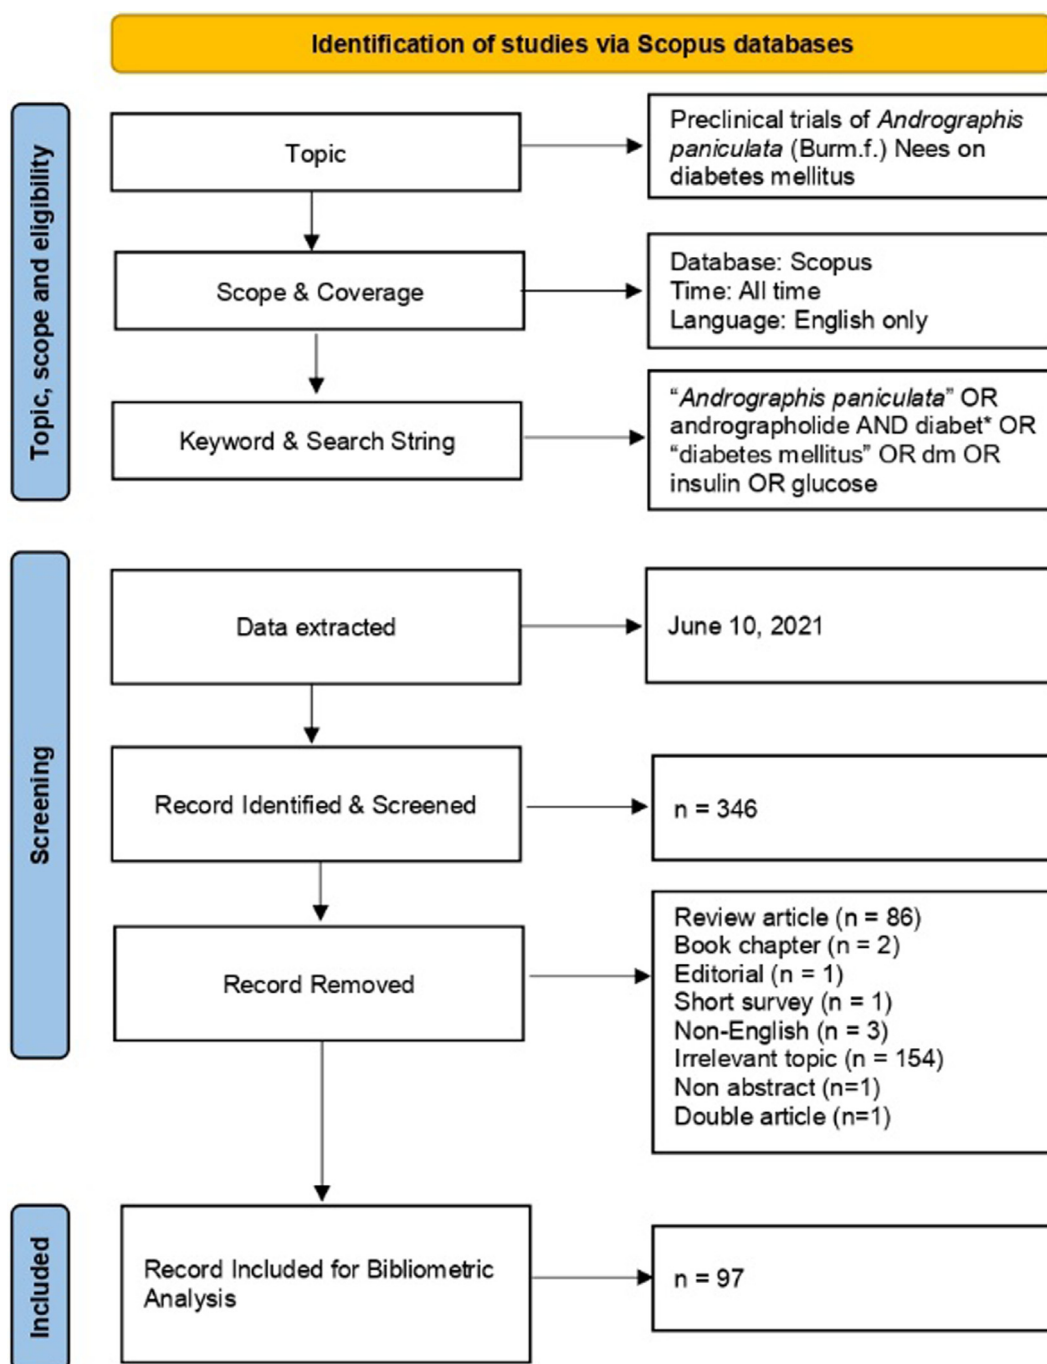 Identification of studies via Scopus databases
Topic, scope and eligibility
Topic
Preclinical trials of Andrographis
paniculata (Burm.f.) Nees on
diabetes mellitus
Scope & Coverage
Database: Scopus
Time: All time
Language: English only
Keyword & Search String
“Andrographis paniculata” OR
andrographolide AND diabet* OR
“diabetes mellitus” OR dm OR
insulin OR glucose
Screening
Data extracted
June 10, 2021
Record Identified & Screened
n = 346
Record Removed
Review article (n = 86)
Book chapter (n = 2)
Editorial (n = 1)
Short survey (n = 1)
Non-English (n = 3)
Irrelevant topic (n = 154)
Non abstract (n=1)
Double article (n=1)
Included
Record Included for Bibliometric
Analysis
n = 97